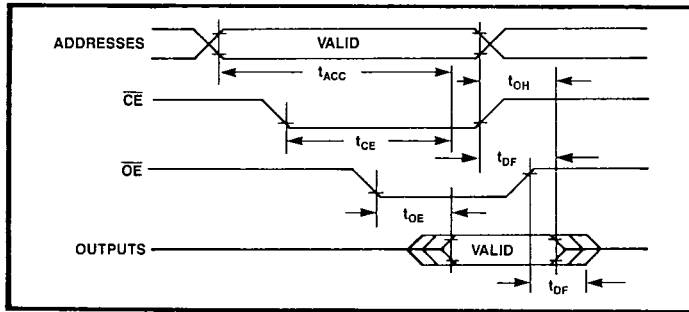 ADDRESSES
VALID
tACC
tOH
CE
tCE
tDF
OE
tOE
OUTPUTS
VALID
tDF